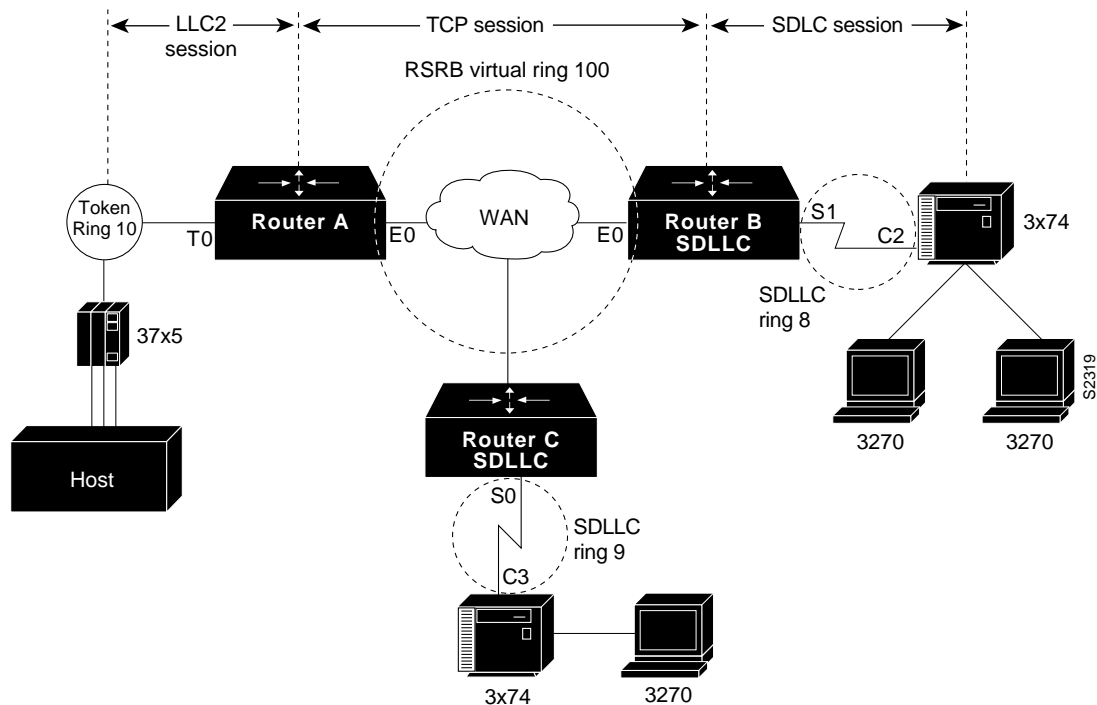 LLC2
session
TCP session
SDLC session
RSRB virtual ring 100
Token
Ring 10
T0
Router A
E0
WAN
E0
Router B
SDLLC
S1
C2
3x74
SDLLC
ring 8
37x5
3270
3270
S2319
Host
Router C
SDLLC
S0
SDLLC
ring 9
C3
3x74
3270